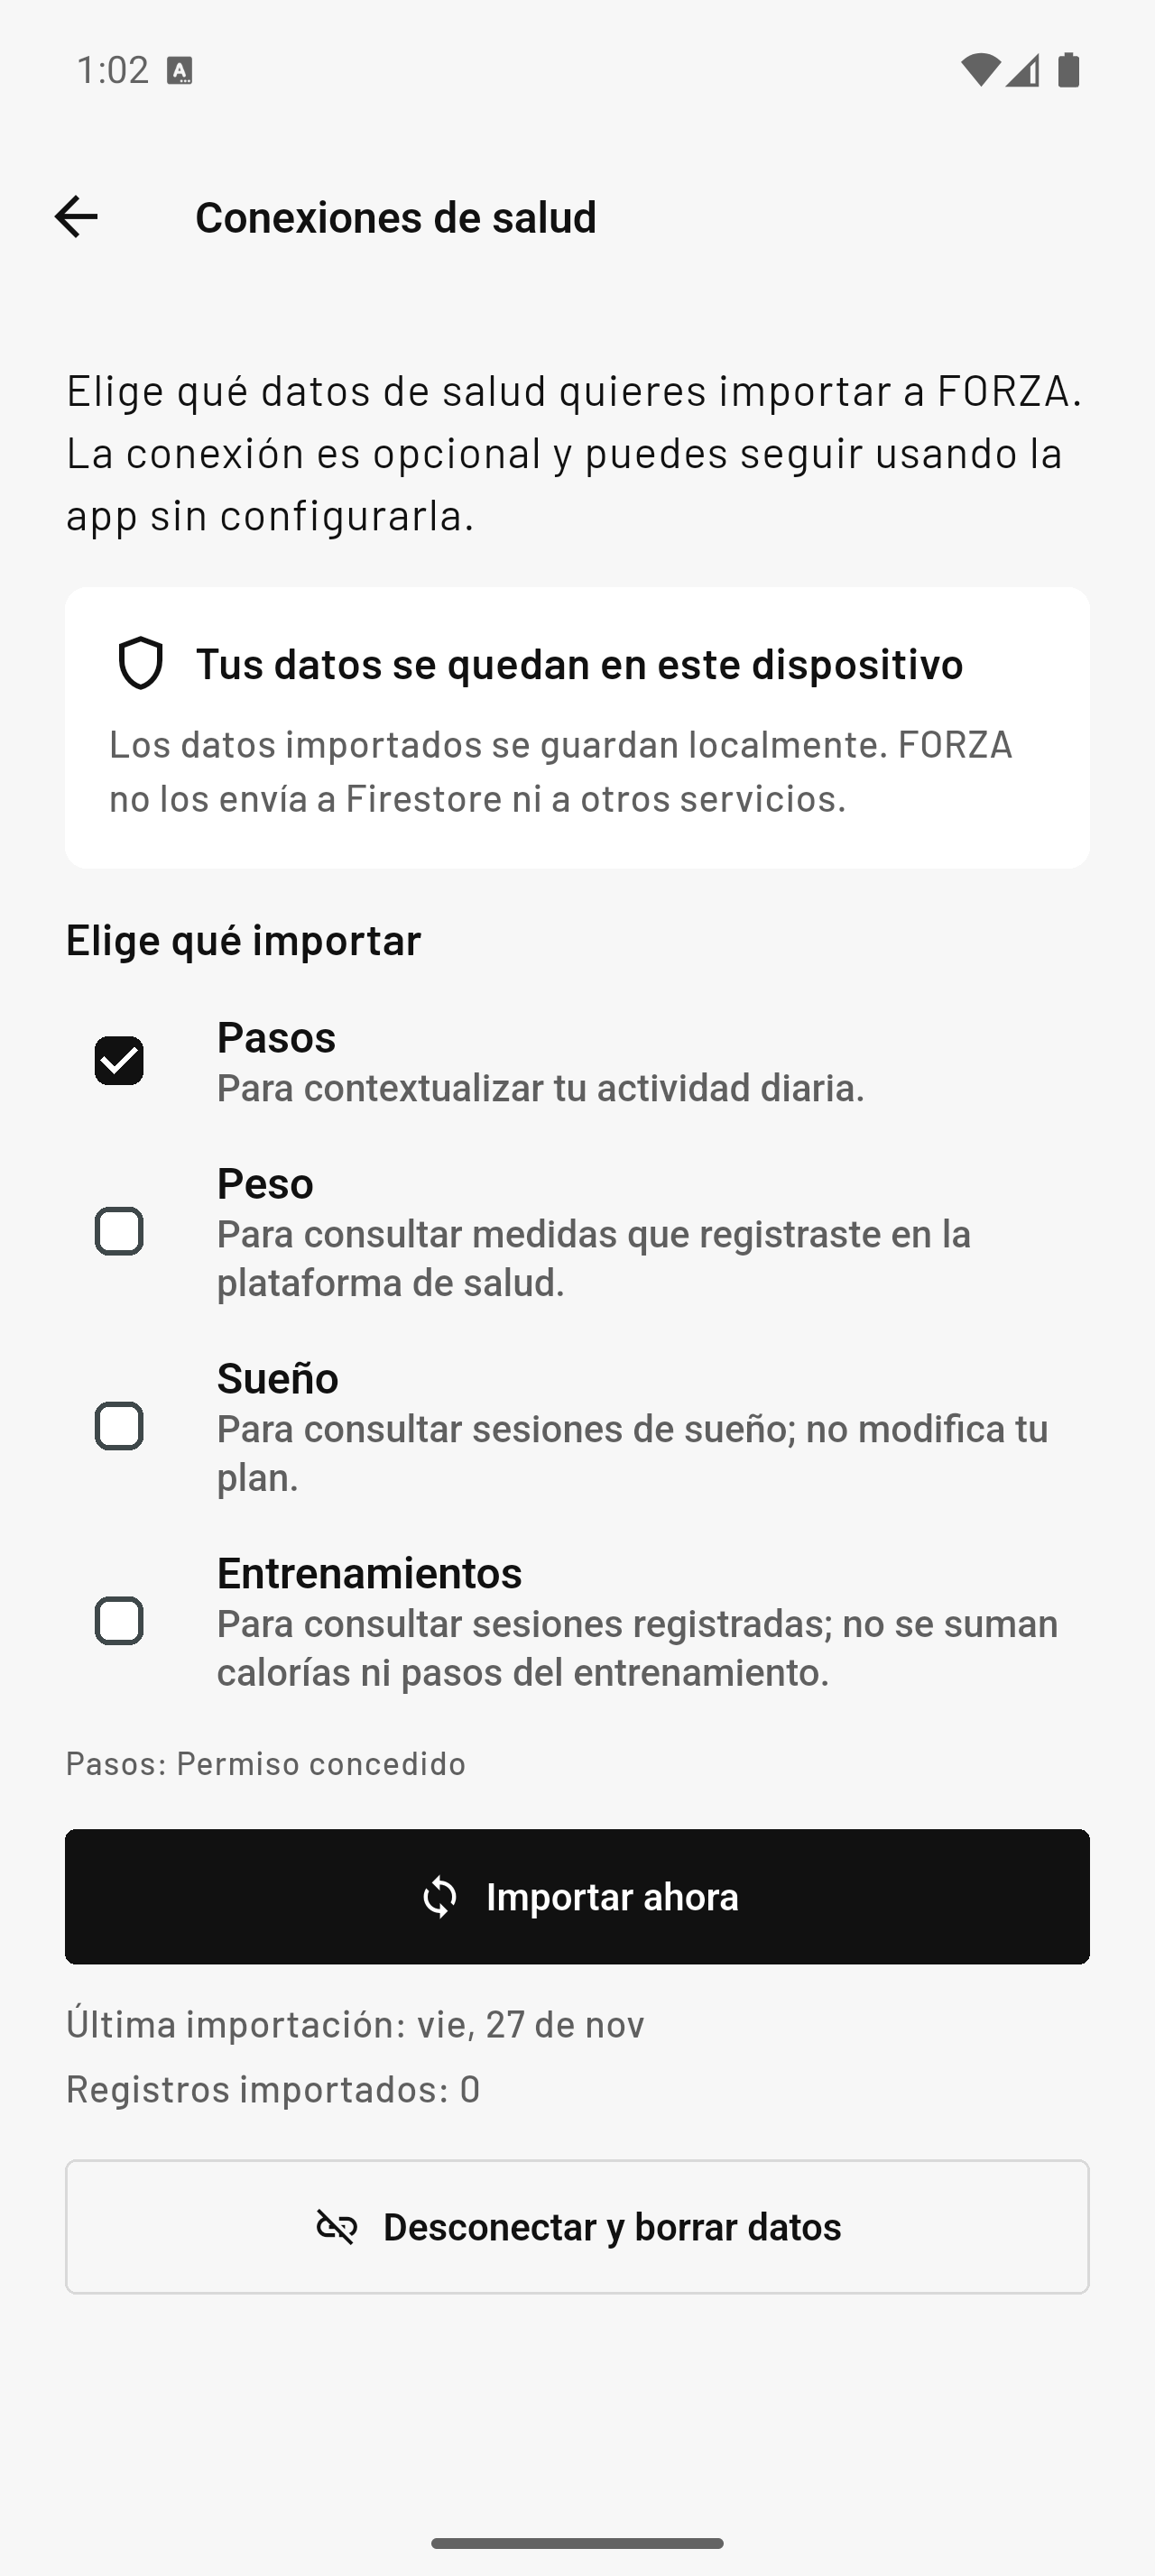 1:02
Conexiones de salud
Elige qué datos de salud quieres importar a FORZA.
La conexión es opcional y puedes seguir usando la
app sin configurarla.
Tus datos se quedan en este dispositivo
Los datos importados se guardan localmente. FORZA
no los envía a Firestore ni a otros servicios.
Elige qué importar
Pasos
Para contextualizar tu actividad diaria.
Peso
Para consultar medidas que registraste en la
plataforma de salud.
Sueño
Para consultar sesiones de sueño; no modifica tu
plan.
Entrenamientos
Para consultar sesiones registradas; no se suman
calorías ni pasos del entrenamiento.
Pasos: Permiso concedido
Importar ahora
Última importación: vie, 27 de nov
Registros importados: 0
Desconectar y borrar datos